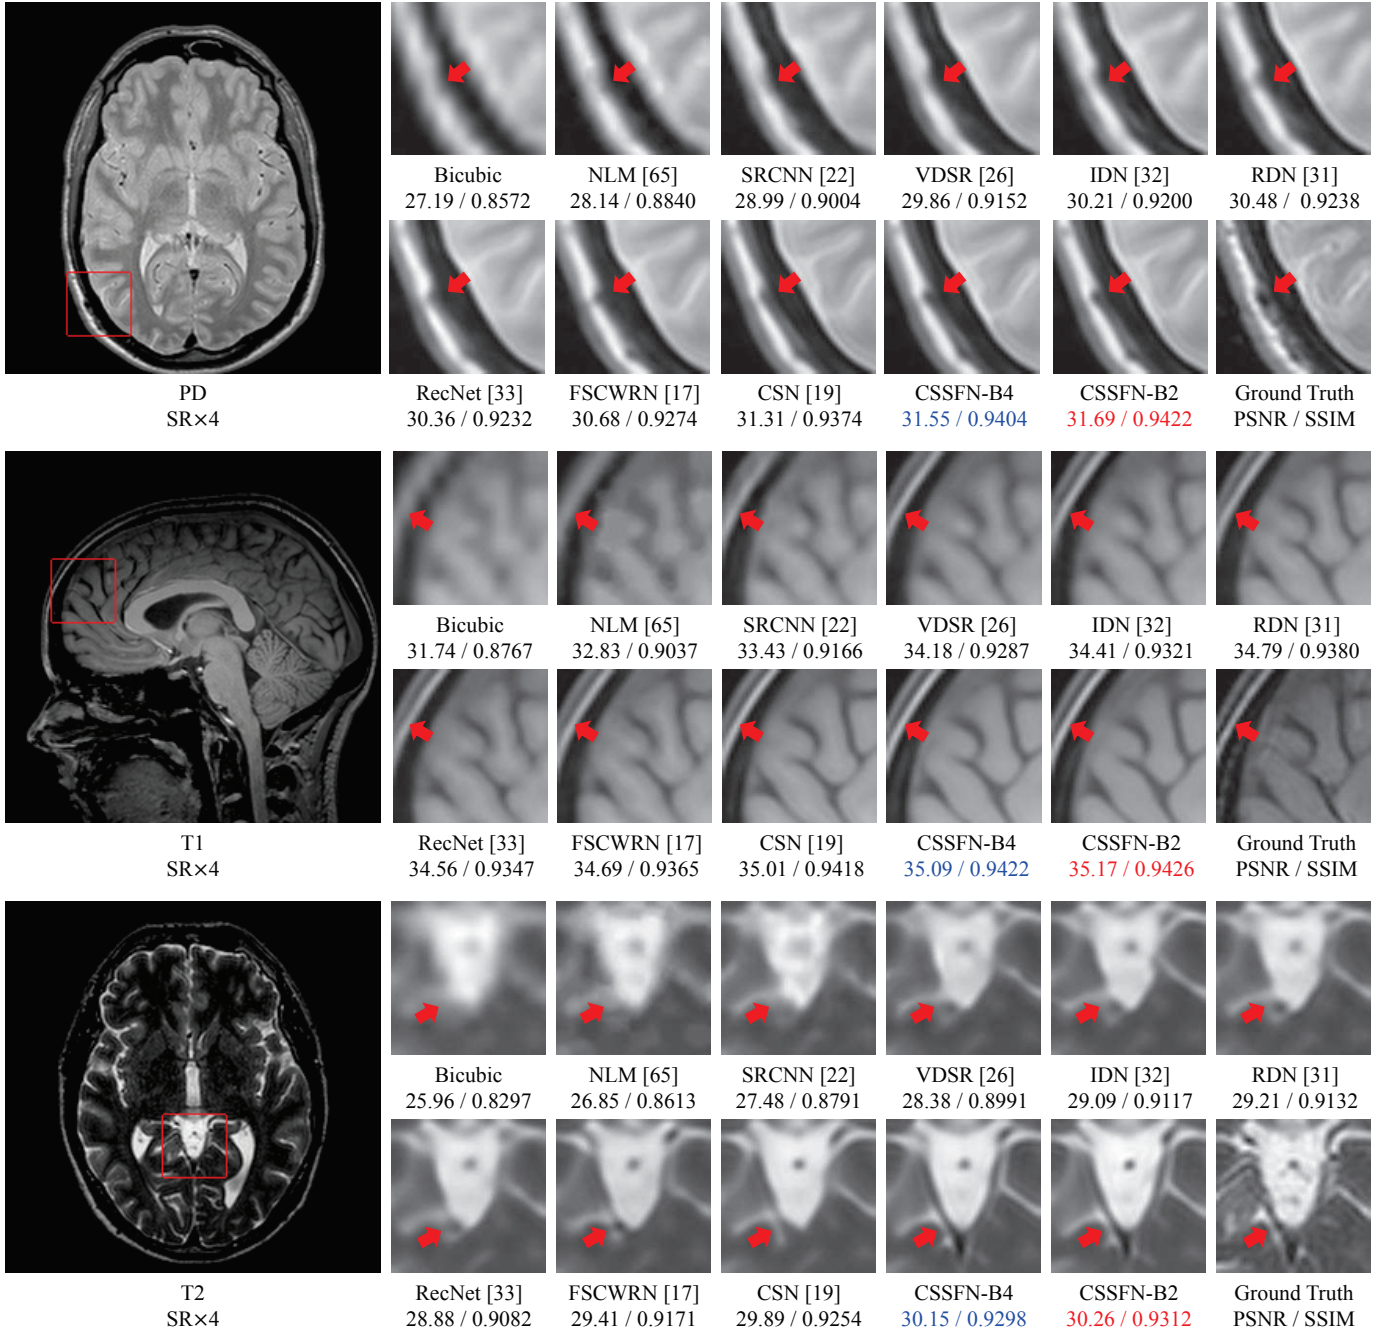 Bicubic NLM [65] SRCNN [22] VDSR [26] IDN [32] RDN [31]
27.19 / 0.8572 28.14 / 0.8840 28.99 / 0.9004 29.86 / 0.9152 30.21 / 0.9200 30.48 / 0.9238
PD RecNet [33] FSCWRN [17] CSN [19] CSSFN-B4 CSSFN-B2 Ground Truth
SR×4 30.36 / 0.9232 30.68 / 0.9274 31.31 / 0.9374 31.55 / 0.9404 31.69 / 0.9422 PSNR / SSIM
Bicubic NLM [65] SRCNN [22] VDSR [26] IDN [32] RDN [31]
31.74 / 0.8767 32.83 / 0.9037 33.43 / 0.9166 34.18 / 0.9287 34.41 / 0.9321 34.79 / 0.9380
T1 RecNet [33] FSCWRN [17] CSN [19] CSSFN-B4 CSSFN-B2 Ground Truth
SR×4 34.56 / 0.9347 34.69 / 0.9365 35.01 / 0.9418 35.09 / 0.9422 35.17 / 0.9426 PSNR / SSIM
Bicubic NLM [65] SRCNN [22] VDSR [26] IDN [32] RDN [31]
25.96 / 0.8297 26.85 / 0.8613 27.48 / 0.8791 28.38 / 0.8991 29.09 / 0.9117 29.21 / 0.9132
T2 RecNet [33] FSCWRN [17] CSN [19] CSSFN-B4 CSSFN-B2 Ground Truth
SR×4 28.88 / 0.9082 29.41 / 0.9171 29.89 / 0.9254 30.15 / 0.9298 30.26 / 0.9312 PSNR / SSIM